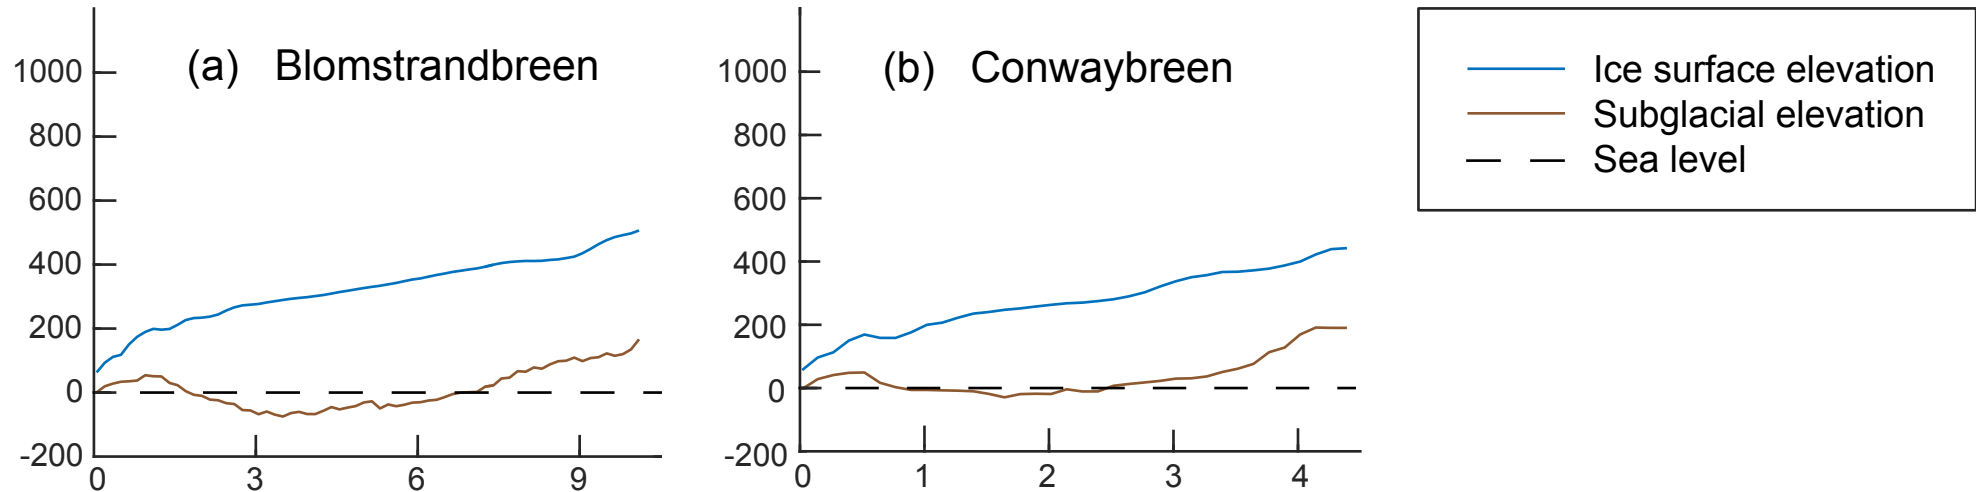 (a) Blomstrandbreen
1000
800
600
400
200
0
-200
0 3 6 9
(b) Conwaybreen
1000
800
600
400
200
0
-200
0 1 2 3 4
Ice surface elevation
Subglacial elevation
Sea level